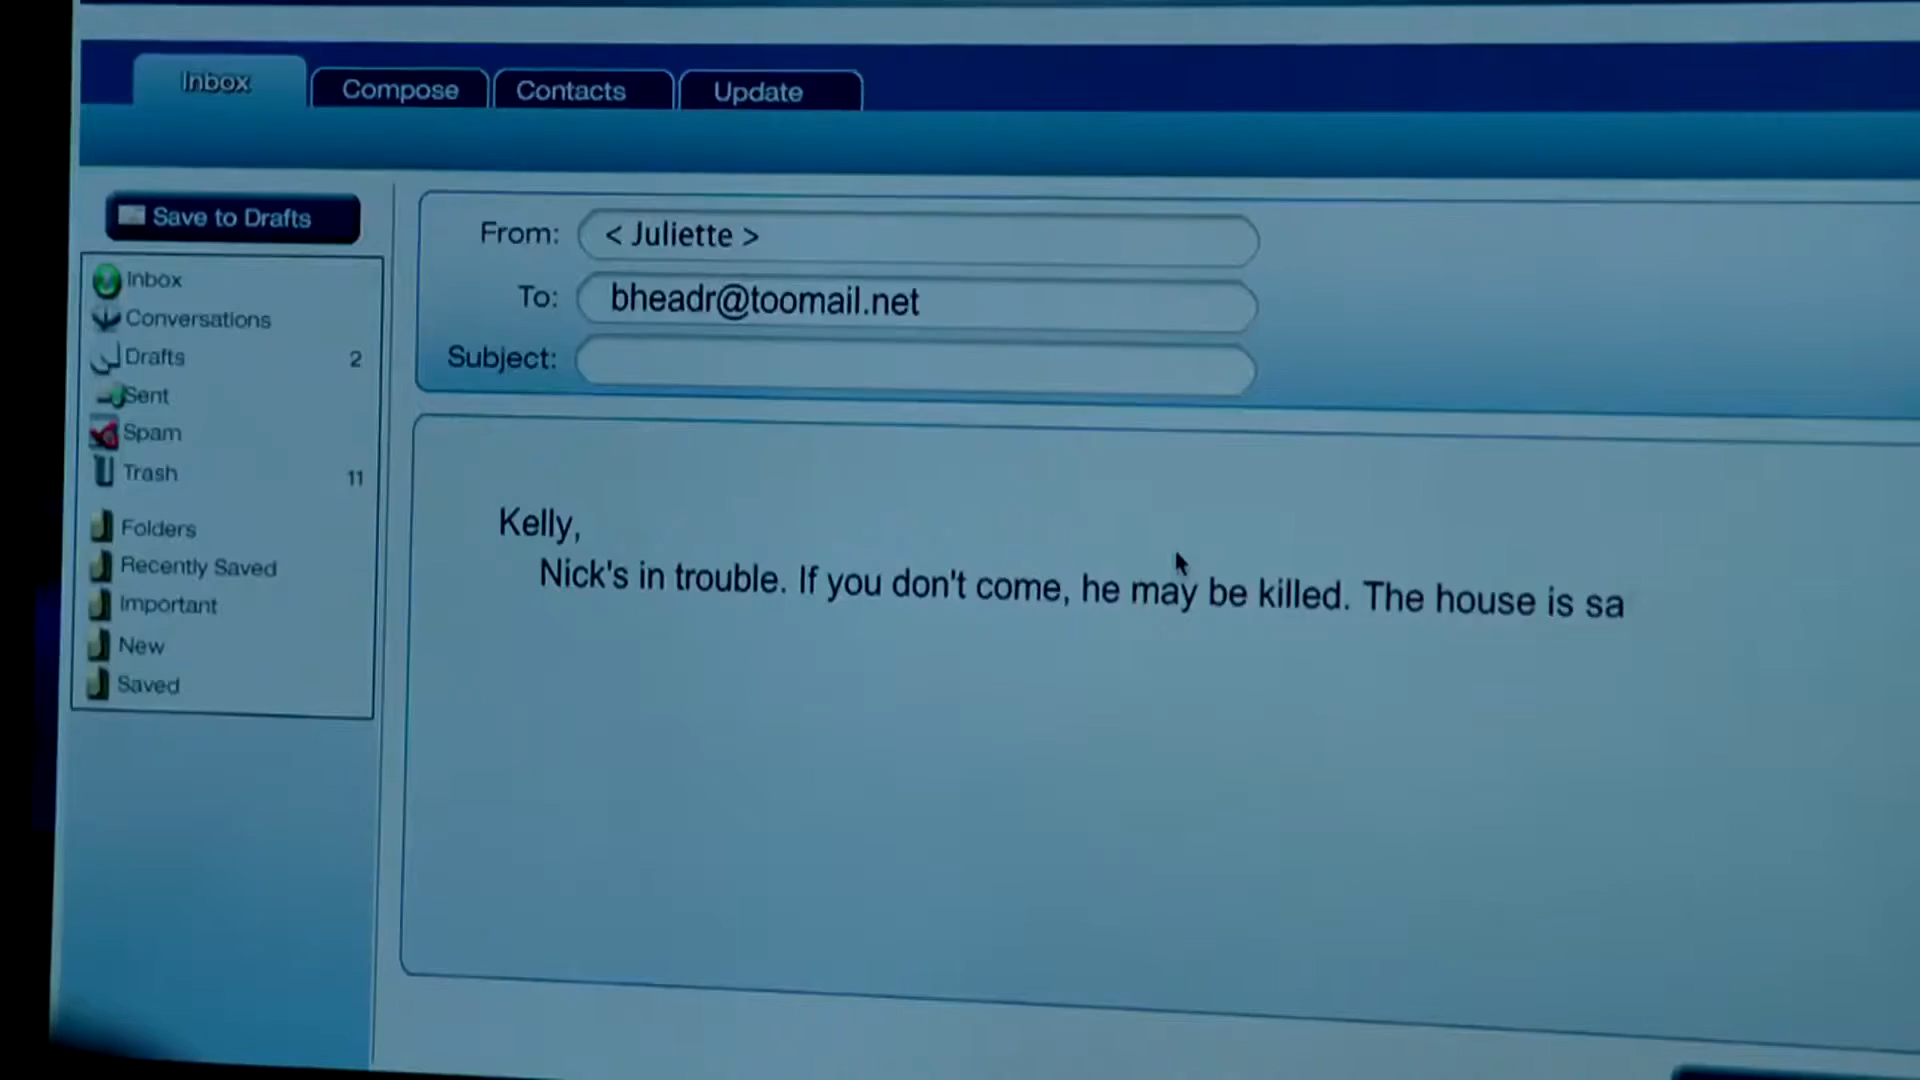 Inbox
Compose
Contacts
Update
Save to Drafts
From: < Juliette >
To: bheadr@toomail.net
Subject:
Inbox
Conversations
Drafts 2
Sent
Spam
Trash 11
Folders
Recently Saved
Important
New
Saved
Kelly,
Nick's in trouble. If you don't come, he may be killed. The house is sa